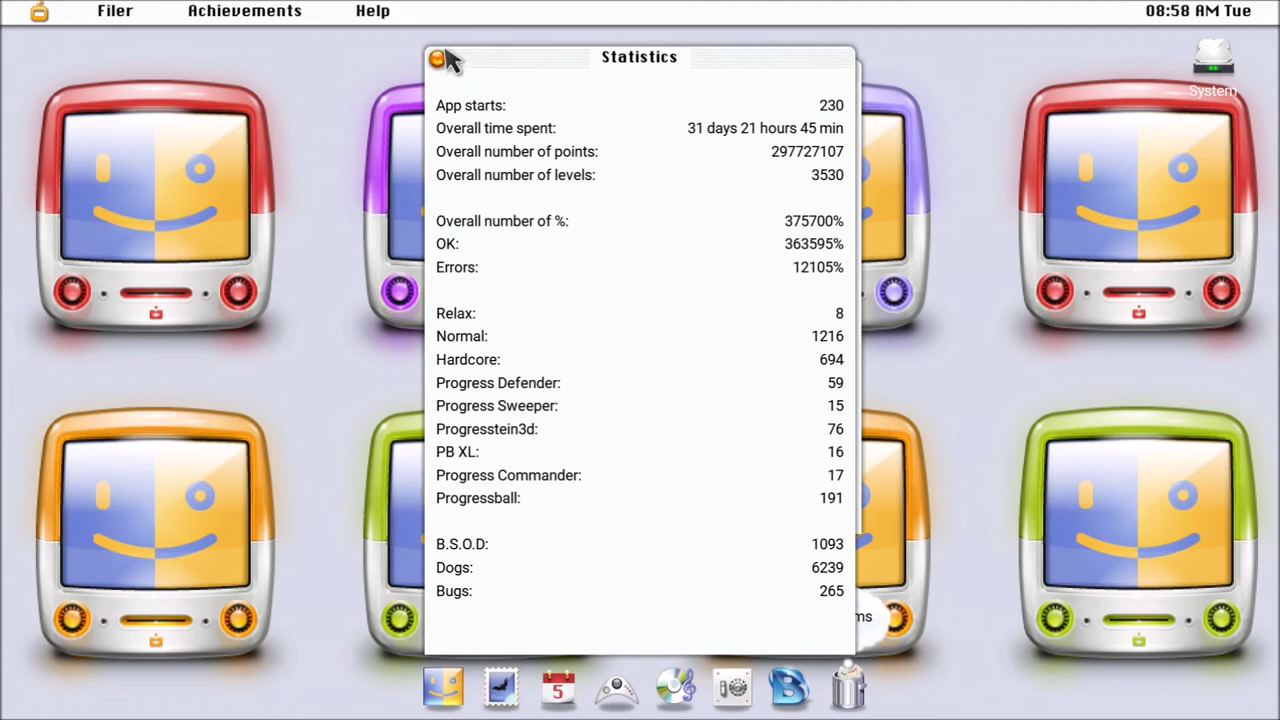 Filer Achievements Help 08:58 AM Tue
Statistics
System
App starts: 230
Overall time spent: 31 days 21 hours 45 min
Overall number of points: 297727107
Overall number of levels: 3530
Overall number of %: 375700%
OK: 363595%
Errors: 12105%
Relax: 8
Normal: 1216
Hardcore: 694
Progress Defender: 59
Progress Sweeper: 15
Progresstein3d: 76
PB XL: 16
Progress Commander: 17
Progressball: 191
B.S.O.D: 1093
Dogs: 6239
Bugs: 265
ms
5
B